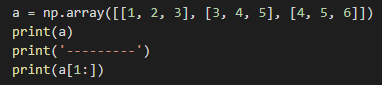 a = np.array([[1, 2, 3], [3, 4, 5], [4, 5, 6]])
print(a)
print('---------')
print(a[1:])